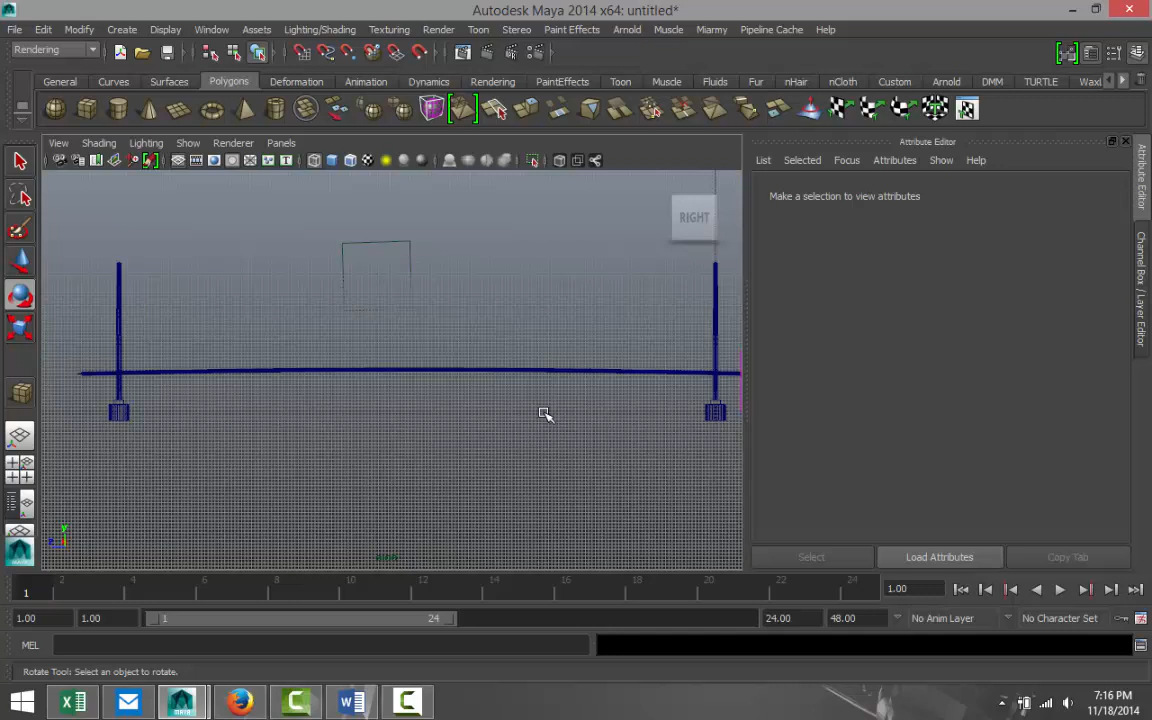 Autodesk Maya 2014 x64: untitled*
File Edit Modify Create Display Window Assets Lighting/Shading Texturing Render Toon Stereo Paint Effects Arnold Muscle Miarmy Pipeline Cache Help
Rendering
General Curves Surfaces Polygons Deformation Animation Dynamics Rendering PaintEffects Toon Muscle Fluids Fur nHair nCloth Custom Arnold DMM TURTLE Waxl
View Shading Lighting Show Renderer Panels
Attribute Editor
List Selected Focus Attributes Show Help
Make a selection to view attributes
RIGHT
Attribute Editor
Channel Box / Layer Editor
y
z
persp
Select Load Attributes Copy Tab
2 4 6 8 10 12 14 16 18 20 22 24
1
1.00
1.00 1.00 1 24 24.00 48.00 No Anim Layer No Character Set
MEL
Rotate Tool: Select an object to rotate.
7:16 PM
11/18/2014